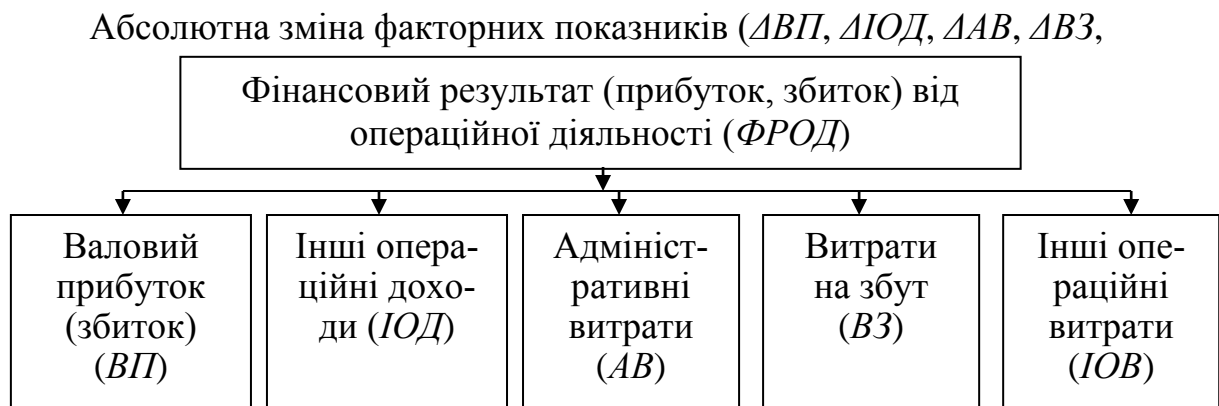 Абсолютна зміна факторних показників (ΔВП, ΔІОД, ΔАВ, ΔВЗ,
Фінансовий результат (прибуток, збиток) від
операційної діяльності (ФРОД)
Валовий
прибуток
(збиток)
(ВП)
Інші опера-
ційні дохо-
ди (ІОД)
Адмініст-
ративні
витрати
(АВ)
Витрати
на збут
(ВЗ)
Інші опе-
раційні
витрати
(ІОВ)